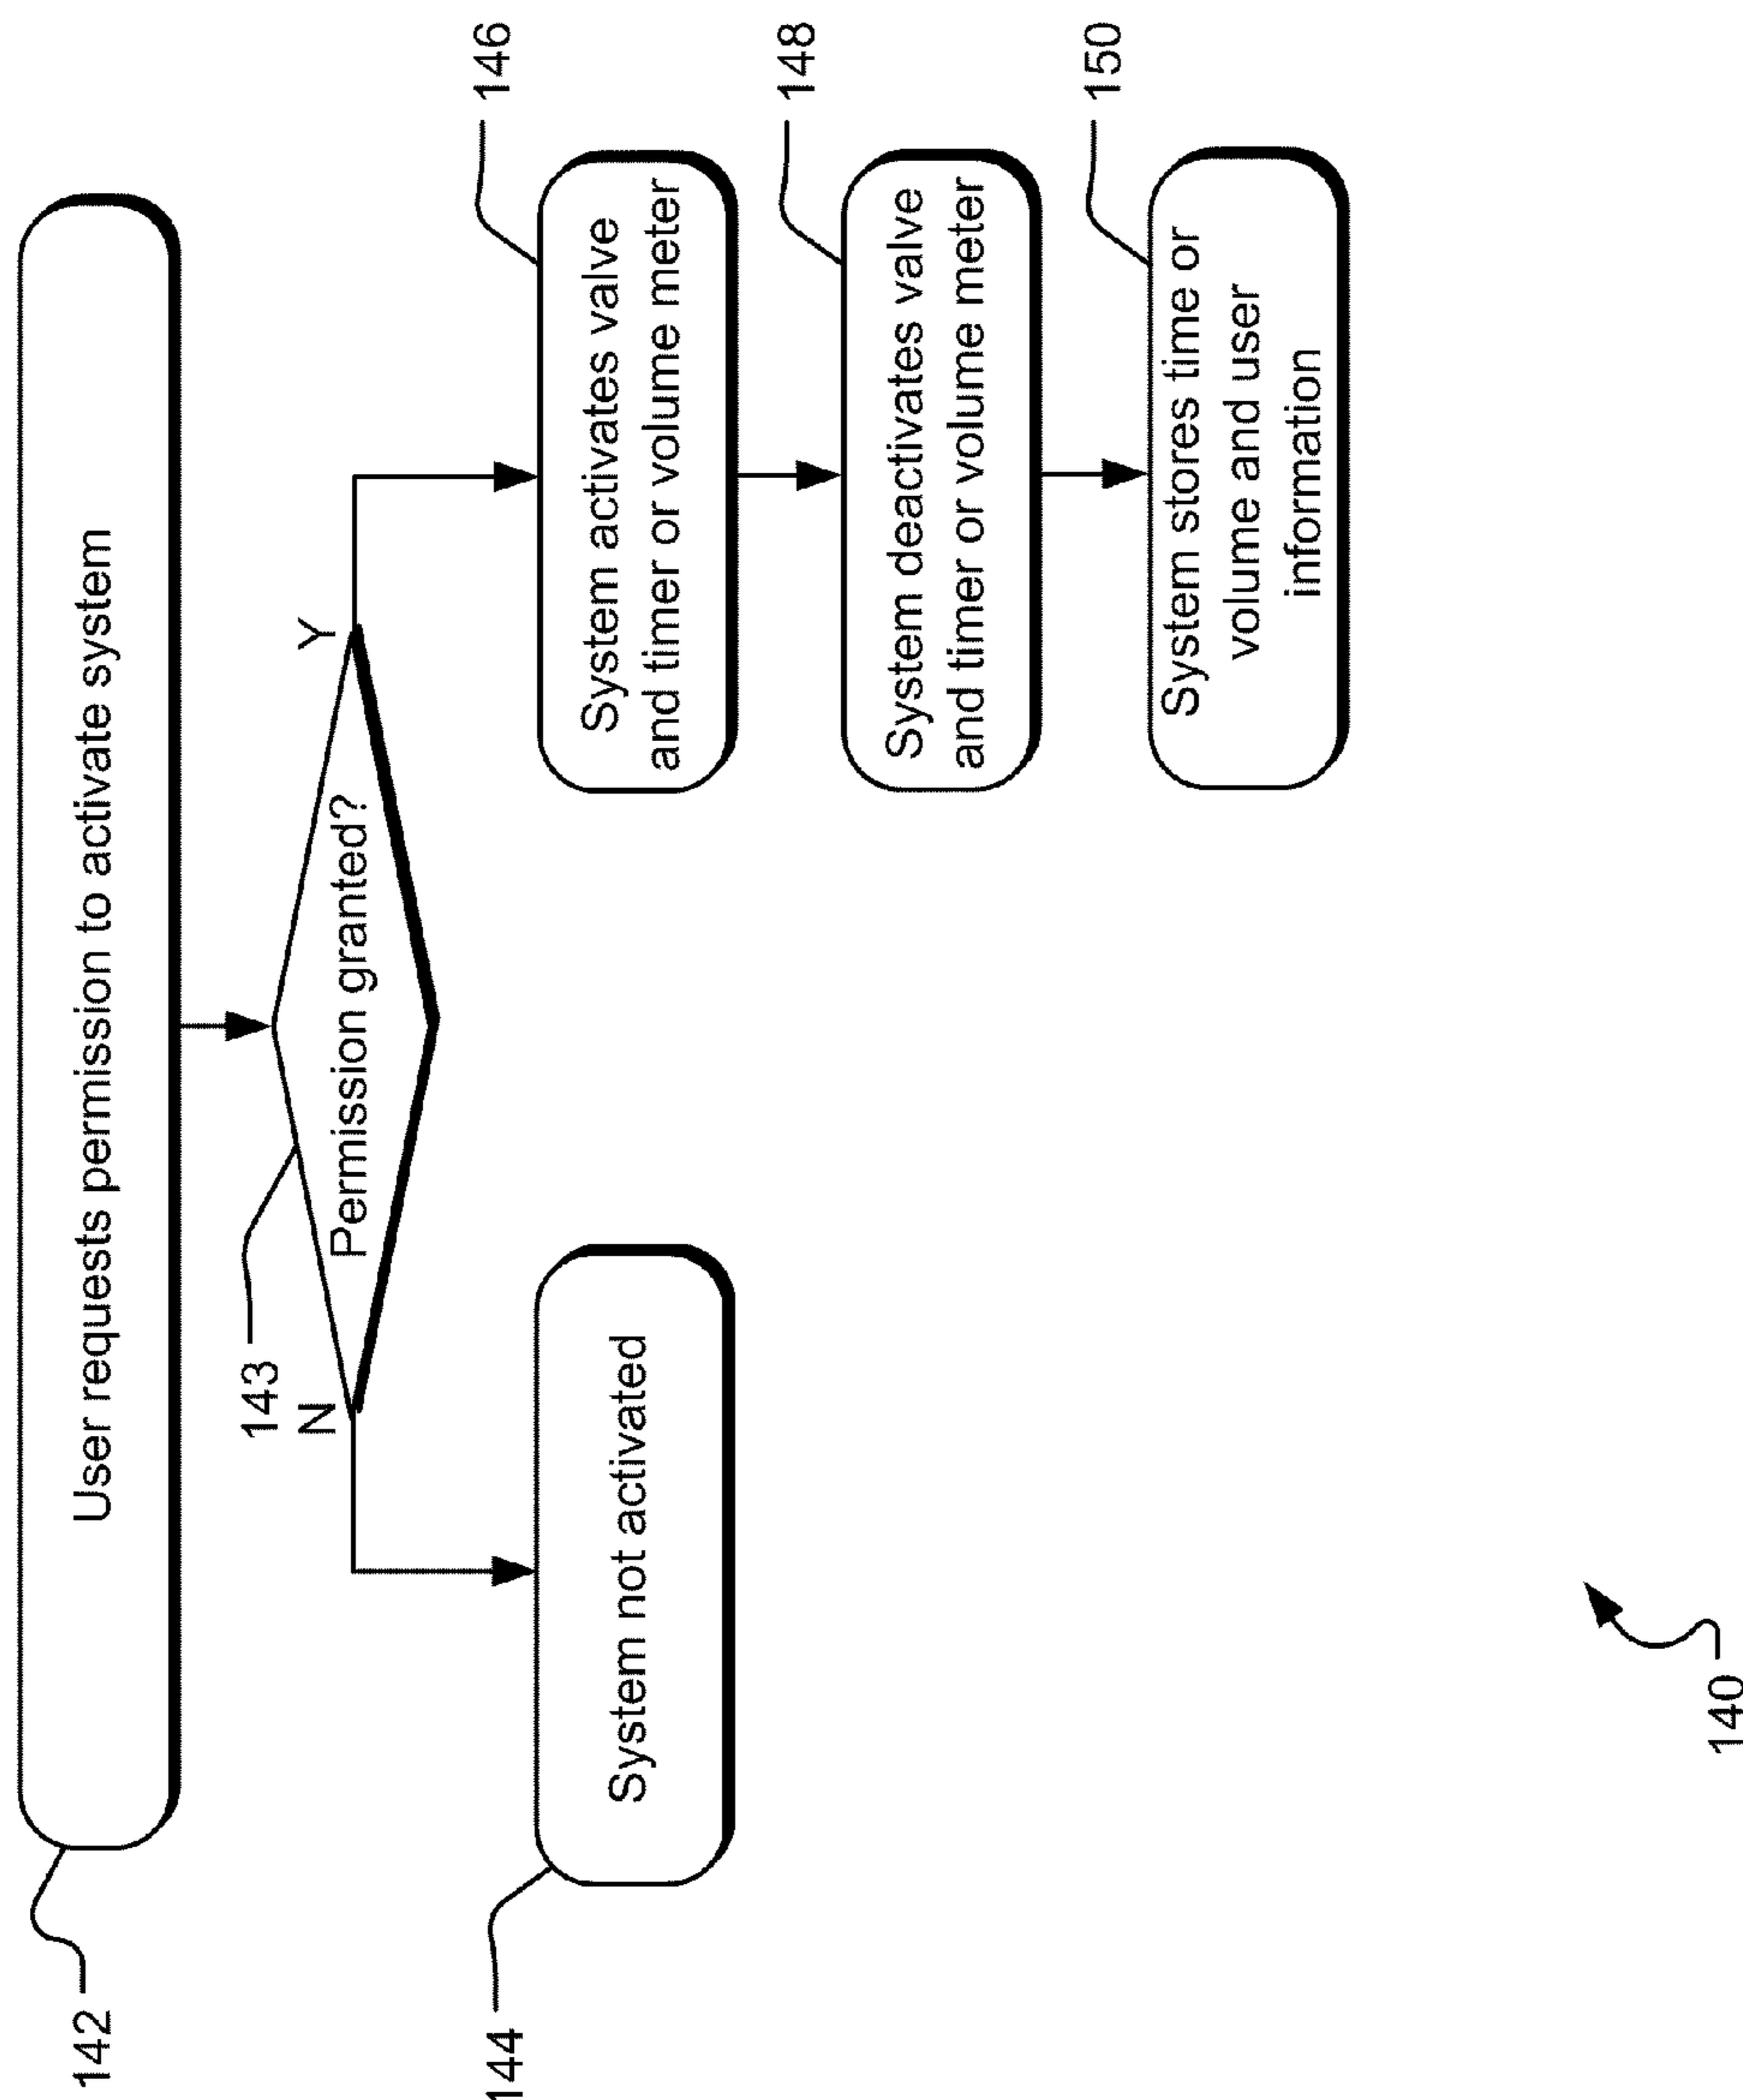 142
User requests permission to activate system
143
N
Permission granted?
Y
144
System not activated
146
System activates valve
and timer or volume meter
148
System deactivates valve
and timer or volume meter
150
System stores time or
volume and user
information
140